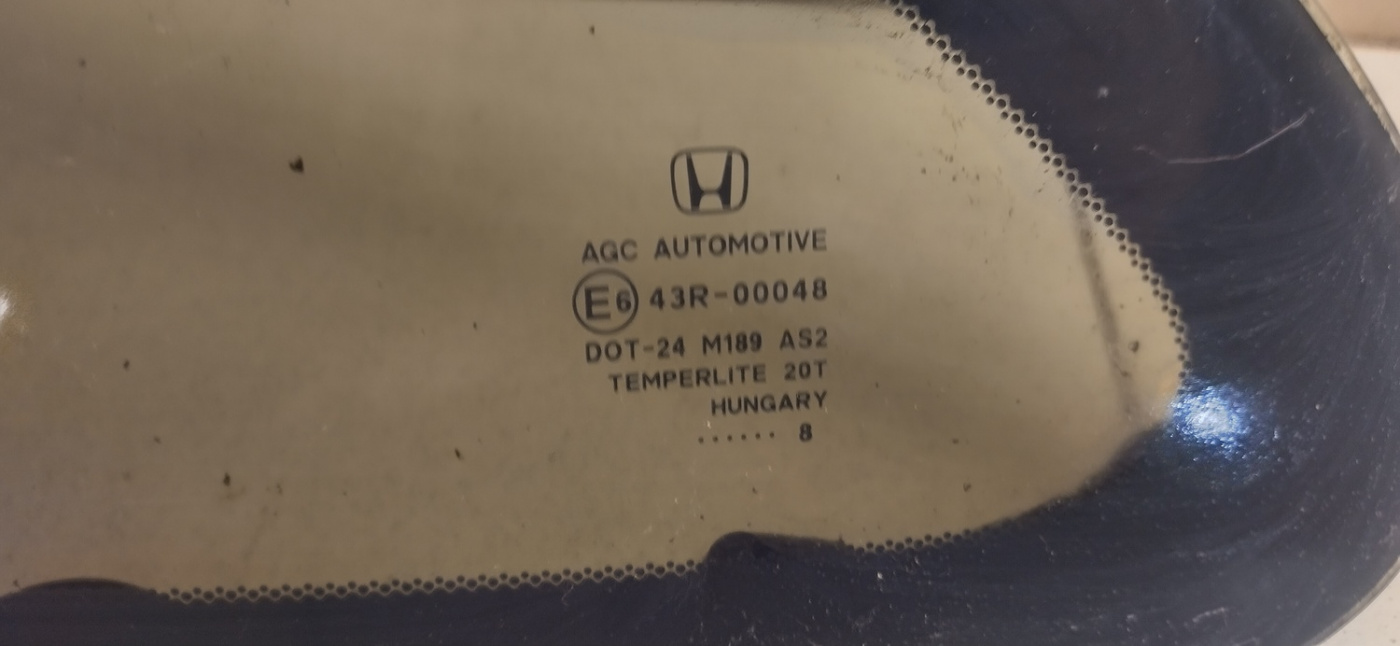 AGC AUTOMOTIVE
E6 43R-00048
DOT-24 M189 AS2
TEMPERLITE 20T
HUNGARY
...... 8